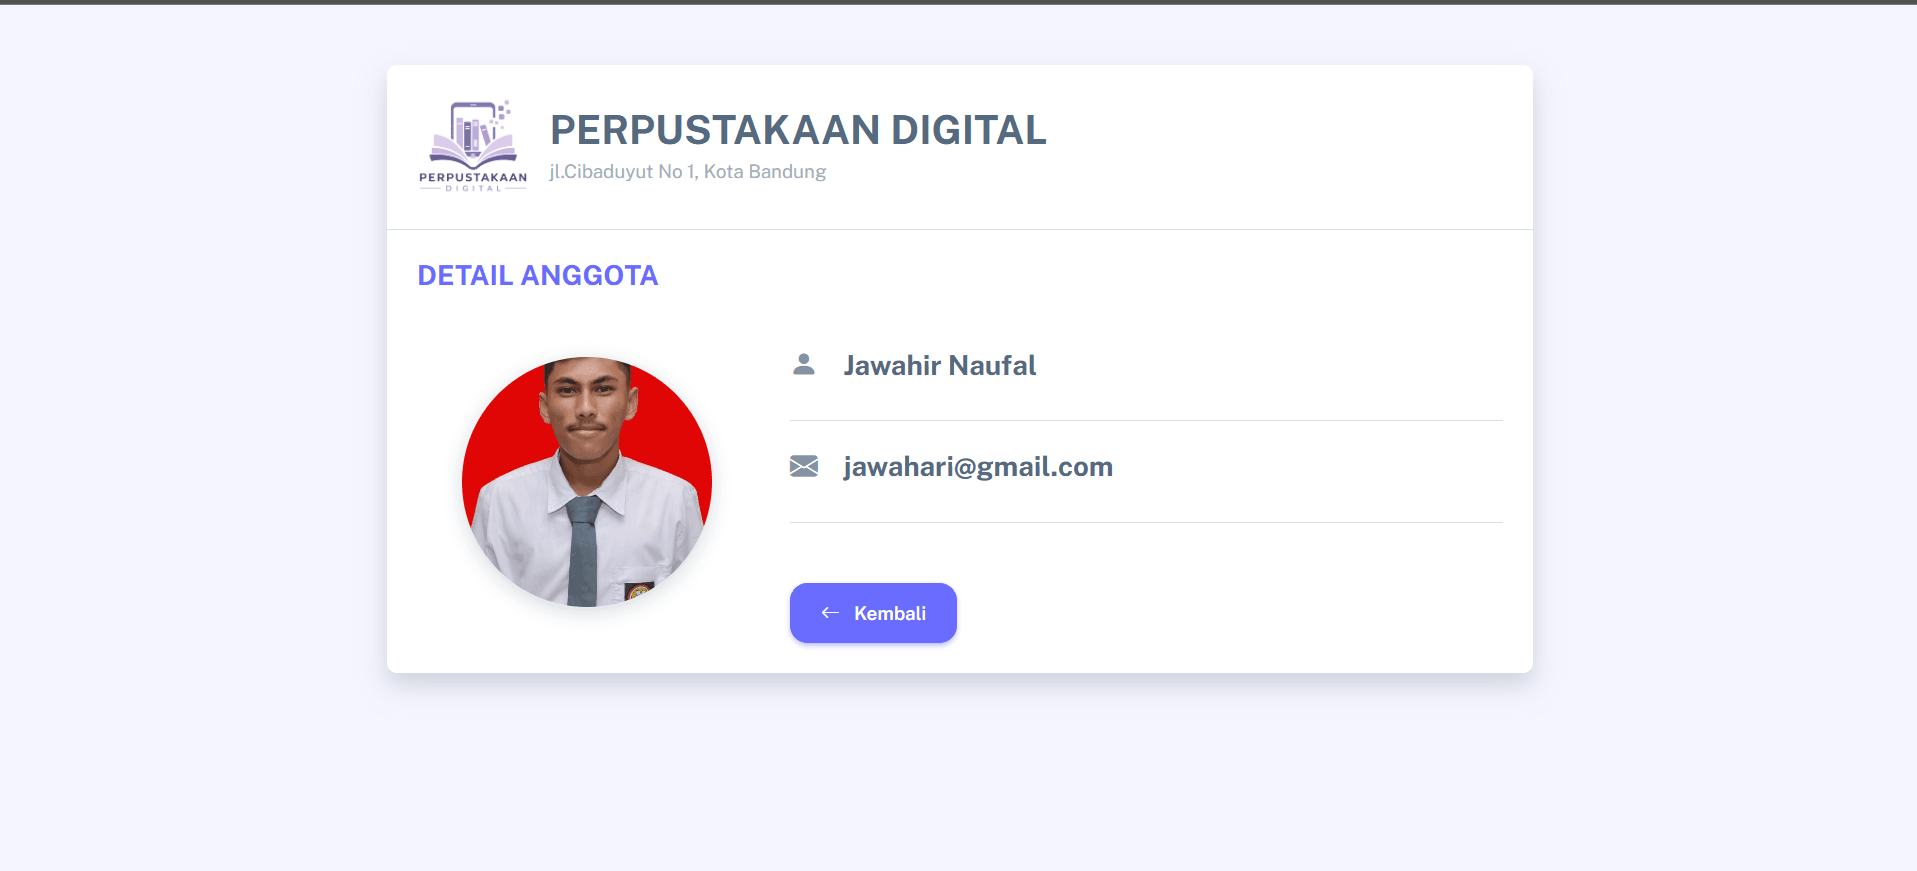 PERPUSTAKAAN
DIGITAL
PERPUSTAKAAN DIGITAL
jl.Cibaduyut No 1, Kota Bandung
DETAIL ANGGOTA
Jawahir Naufal
jawahari@gmail.com
Kembali